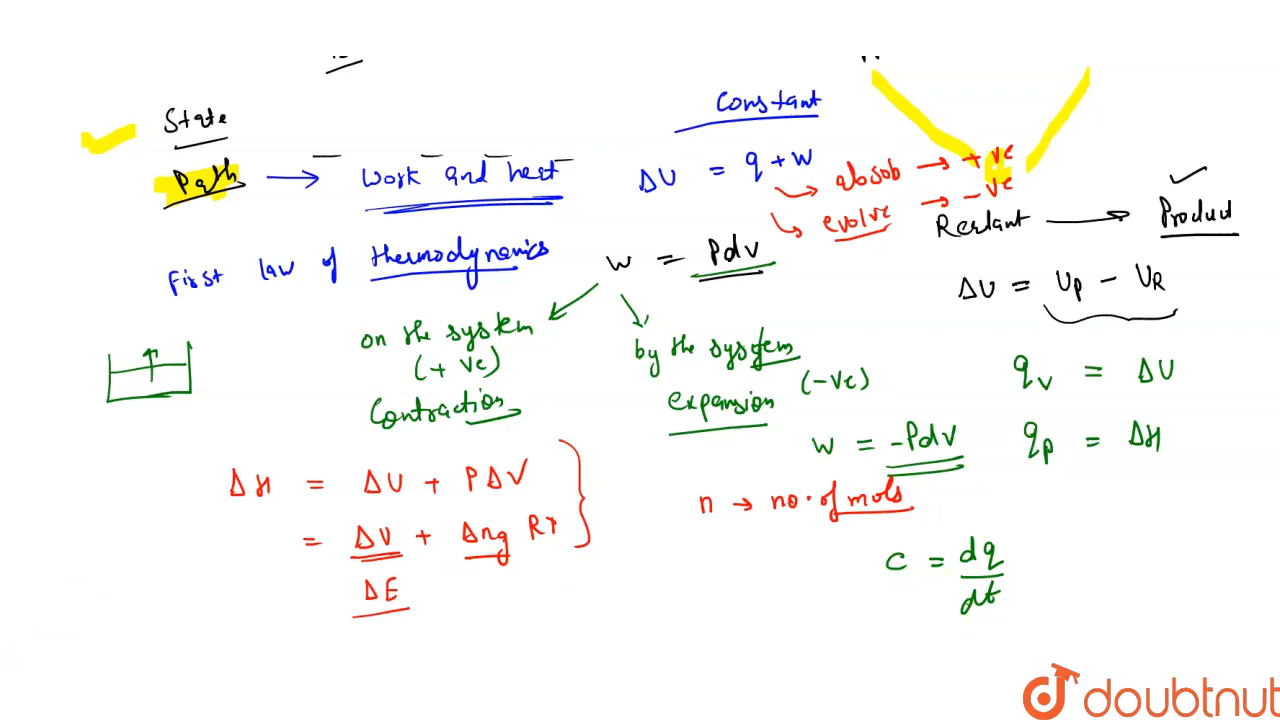 State
Path → work and heat
First law of thermodynamics
Constant
ΔU = q + w
absob → + ve
evolve → - ve
w = Pdv
on the system
(+ ve)
Contraction
by the system
expansion (-ve)
w = -Pdv
Rectant → Product
ΔU = UP - UR
qv = ΔU
qp = ΔH
ΔH = ΔU + PΔV
= ΔU + Δng RT
ΔE
n → no. of mols
C = dq
dt
doubtnut